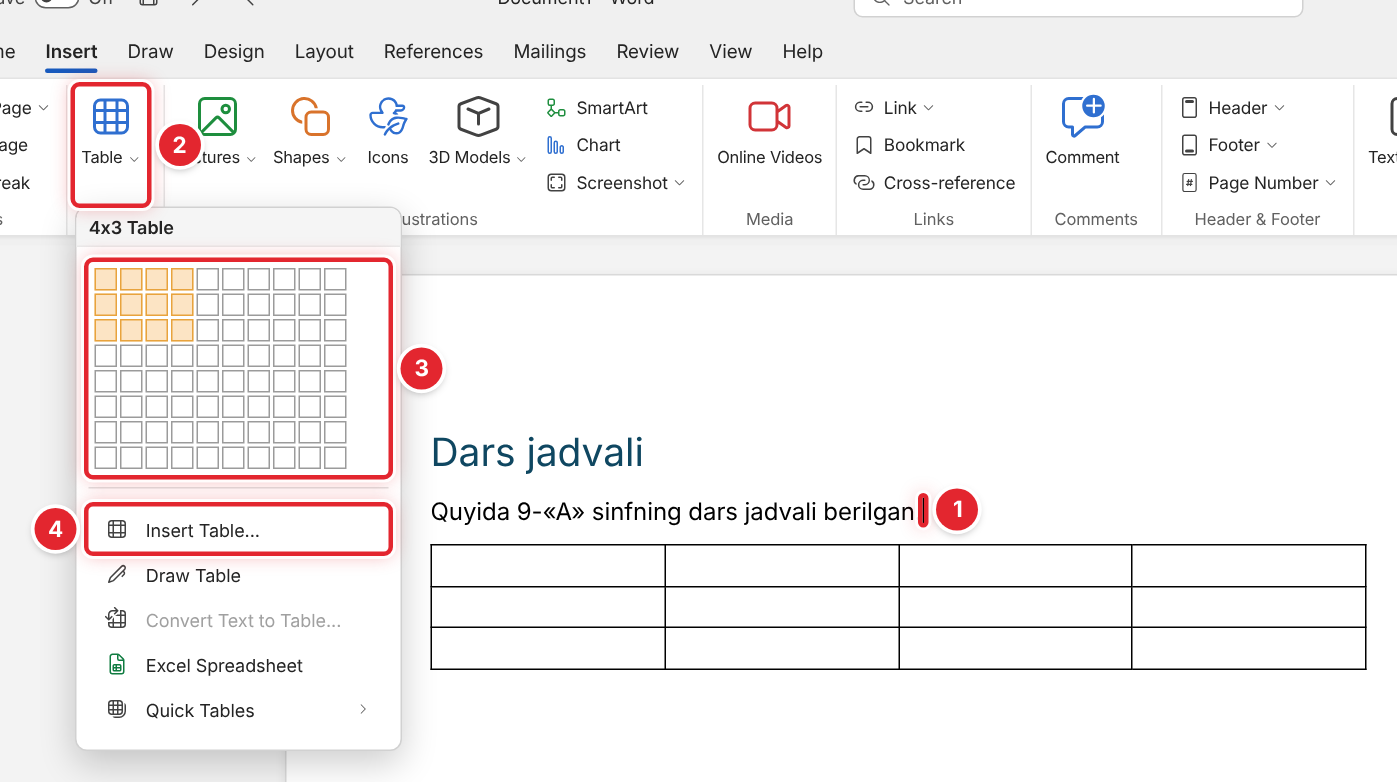 Document1 - Word
Search
Insert Draw Design Layout References Mailings Review View Help
Table
Shapes
Icons
3D Models
SmartArt
Chart
Screenshot
Online Videos
Media
Link
Bookmark
Cross-reference
Links
Comment
Comments
Header
Footer
Page Number
Header & Footer
2
4x3 Table
3
4
Insert Table...
Draw Table
Convert Text to Table...
Excel Spreadsheet
Quick Tables
Dars jadvali
Quyida 9-«A» sinfning dars jadvali berilgan
1